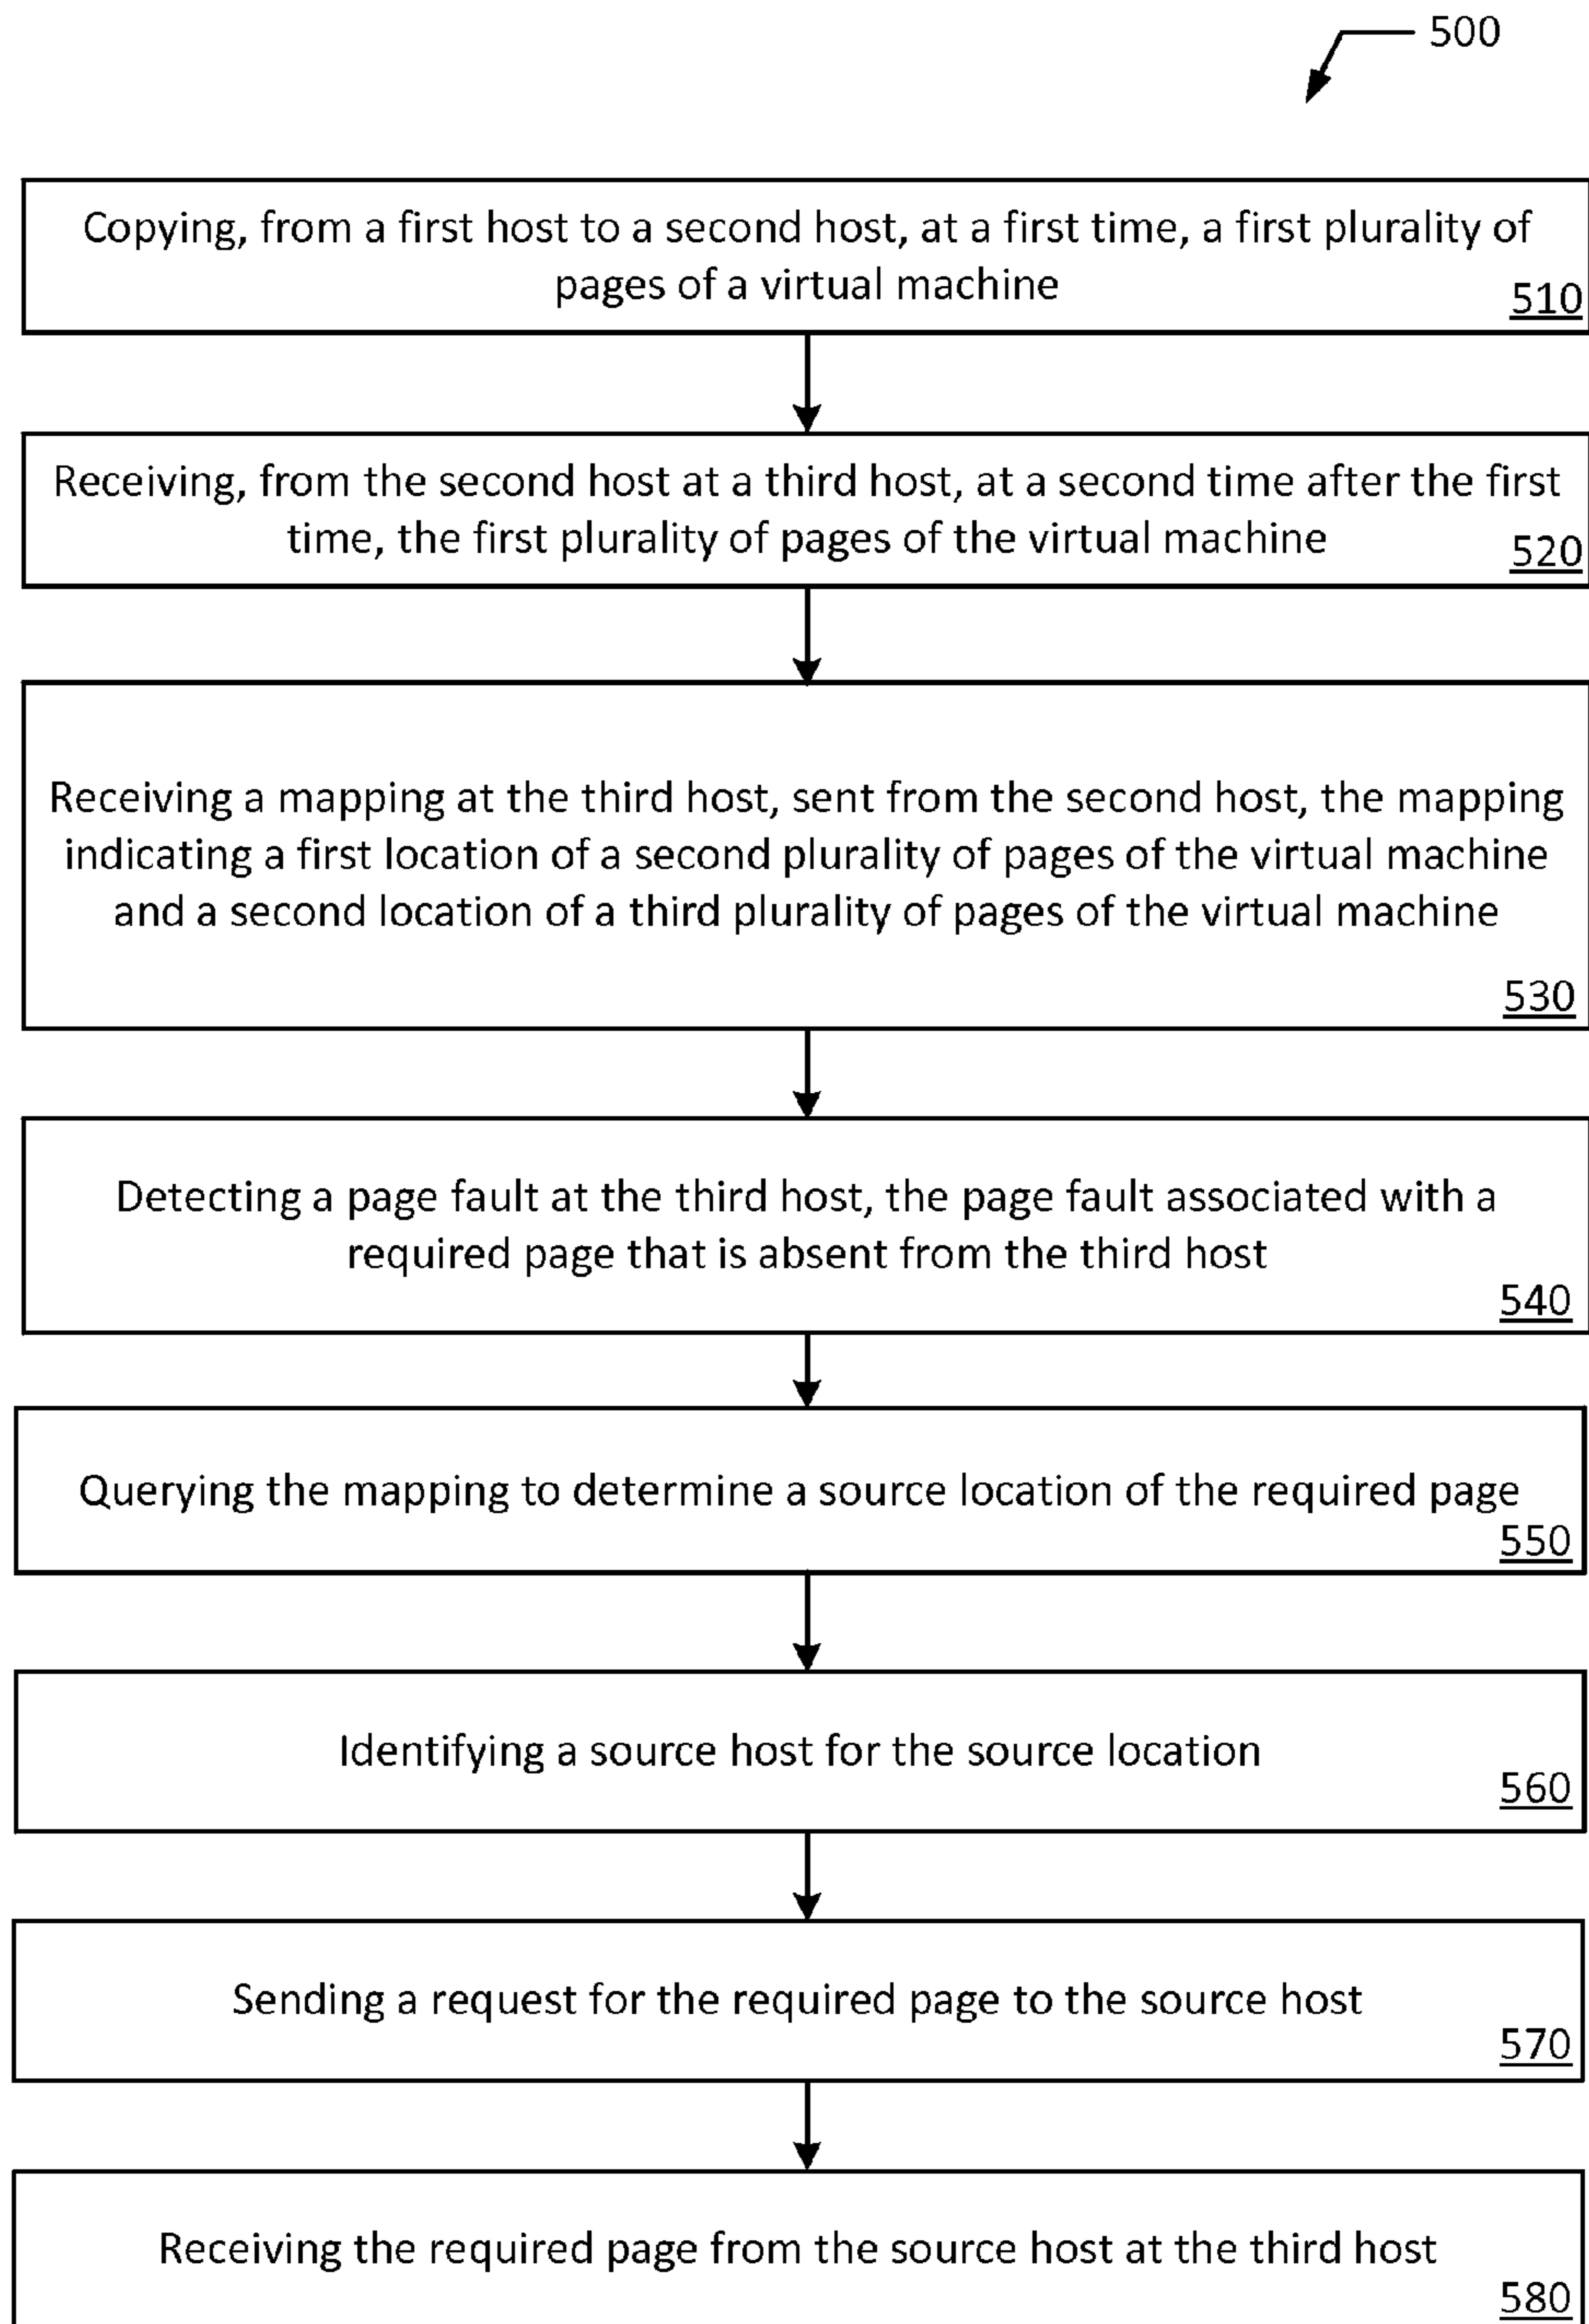 500
Copying, from a first host to a second host, at a first time, a first plurality of
pages of a virtual machine
510
Receiving, from the second host at a third host, at a second time after the first
time, the first plurality of pages of the virtual machine
520
Receiving a mapping at the third host, sent from the second host, the mapping
indicating a first location of a second plurality of pages of the virtual machine
and a second location of a third plurality of pages of the virtual machine
530
Detecting a page fault at the third host, the page fault associated with a
required page that is absent from the third host
540
Querying the mapping to determine a source location of the required page
550
Identifying a source host for the source location
560
Sending a request for the required page to the source host
570
Receiving the required page from the source host at the third host
580